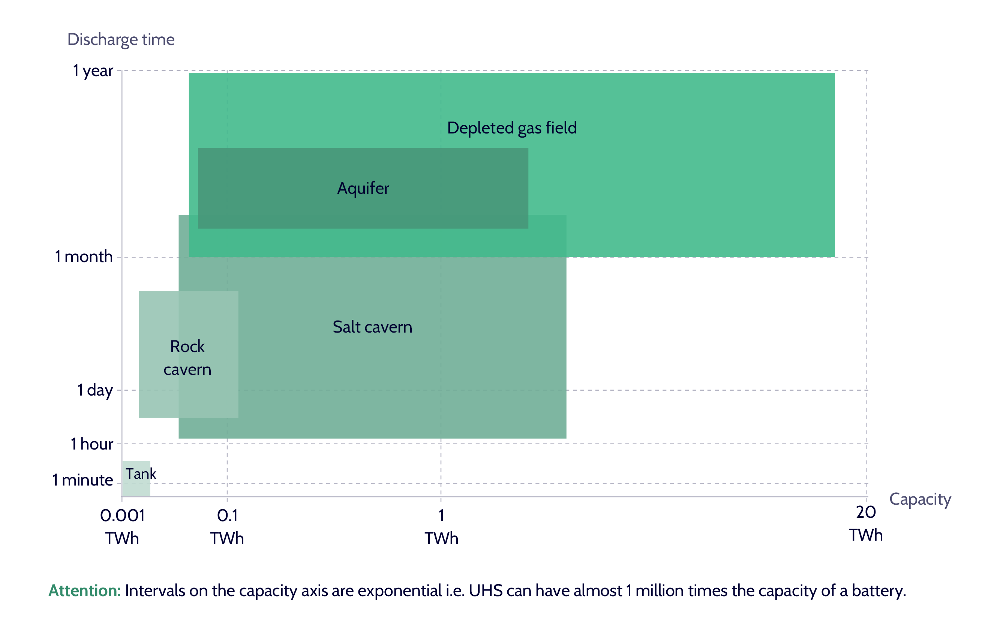 Discharge time
1 year
Depleted gas field
Aquifer
1 month
Salt cavern
Rock
cavern
1 day
1 hour
Tank
1 minute
Capacity
0.001
TWh
0.1
TWh
1
TWh
20
TWh
Attention: Intervals on the capacity axis are exponential i.e. UHS can have almost 1 million times the capacity of a battery.